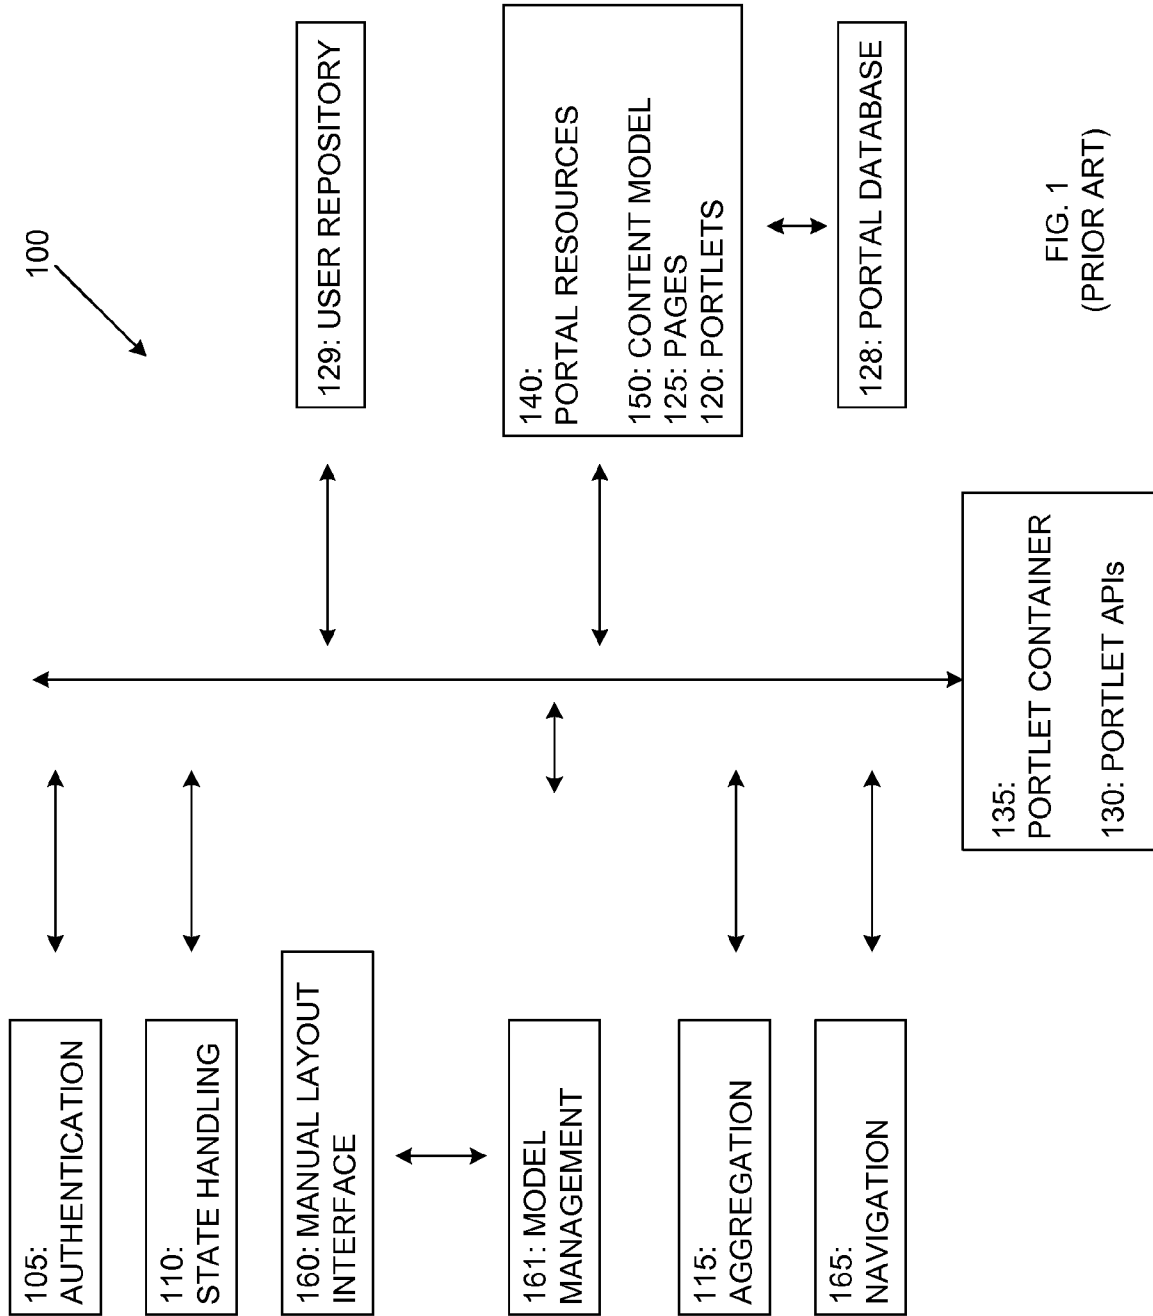 100
105:
AUTHENTICATION
110:
STATE HANDLING
160: MANUAL LAYOUT
INTERFACE
161: MODEL
MANAGEMENT
115:
AGGREGATION
165:
NAVIGATION
135:
PORTLET CONTAINER
130: PORTLET APIs
129: USER REPOSITORY
140:
PORTAL RESOURCES
150: CONTENT MODEL
125: PAGES
120: PORTLETS
128: PORTAL DATABASE
FIG. 1
(PRIOR ART)